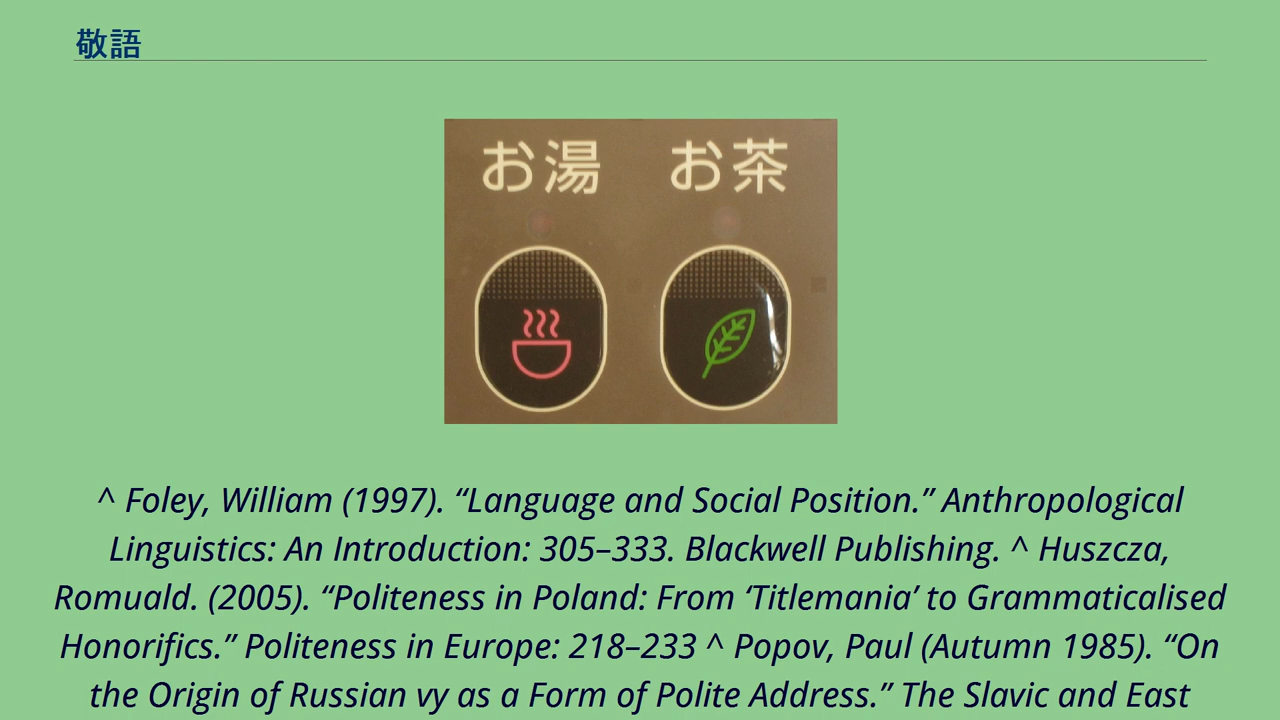 敬語
お湯 お茶
^ Foley, William (1997). “Language and Social Position.” Anthropological
Linguistics: An Introduction: 305–333. Blackwell Publishing. ^ Huszcza,
Romuald. (2005). “Politeness in Poland: From ‘Titlemania’ to Grammaticalised
Honorifics.” Politeness in Europe: 218–233 ^ Popov, Paul (Autumn 1985). “On
the Origin of Russian vy as a Form of Polite Address.” The Slavic and East